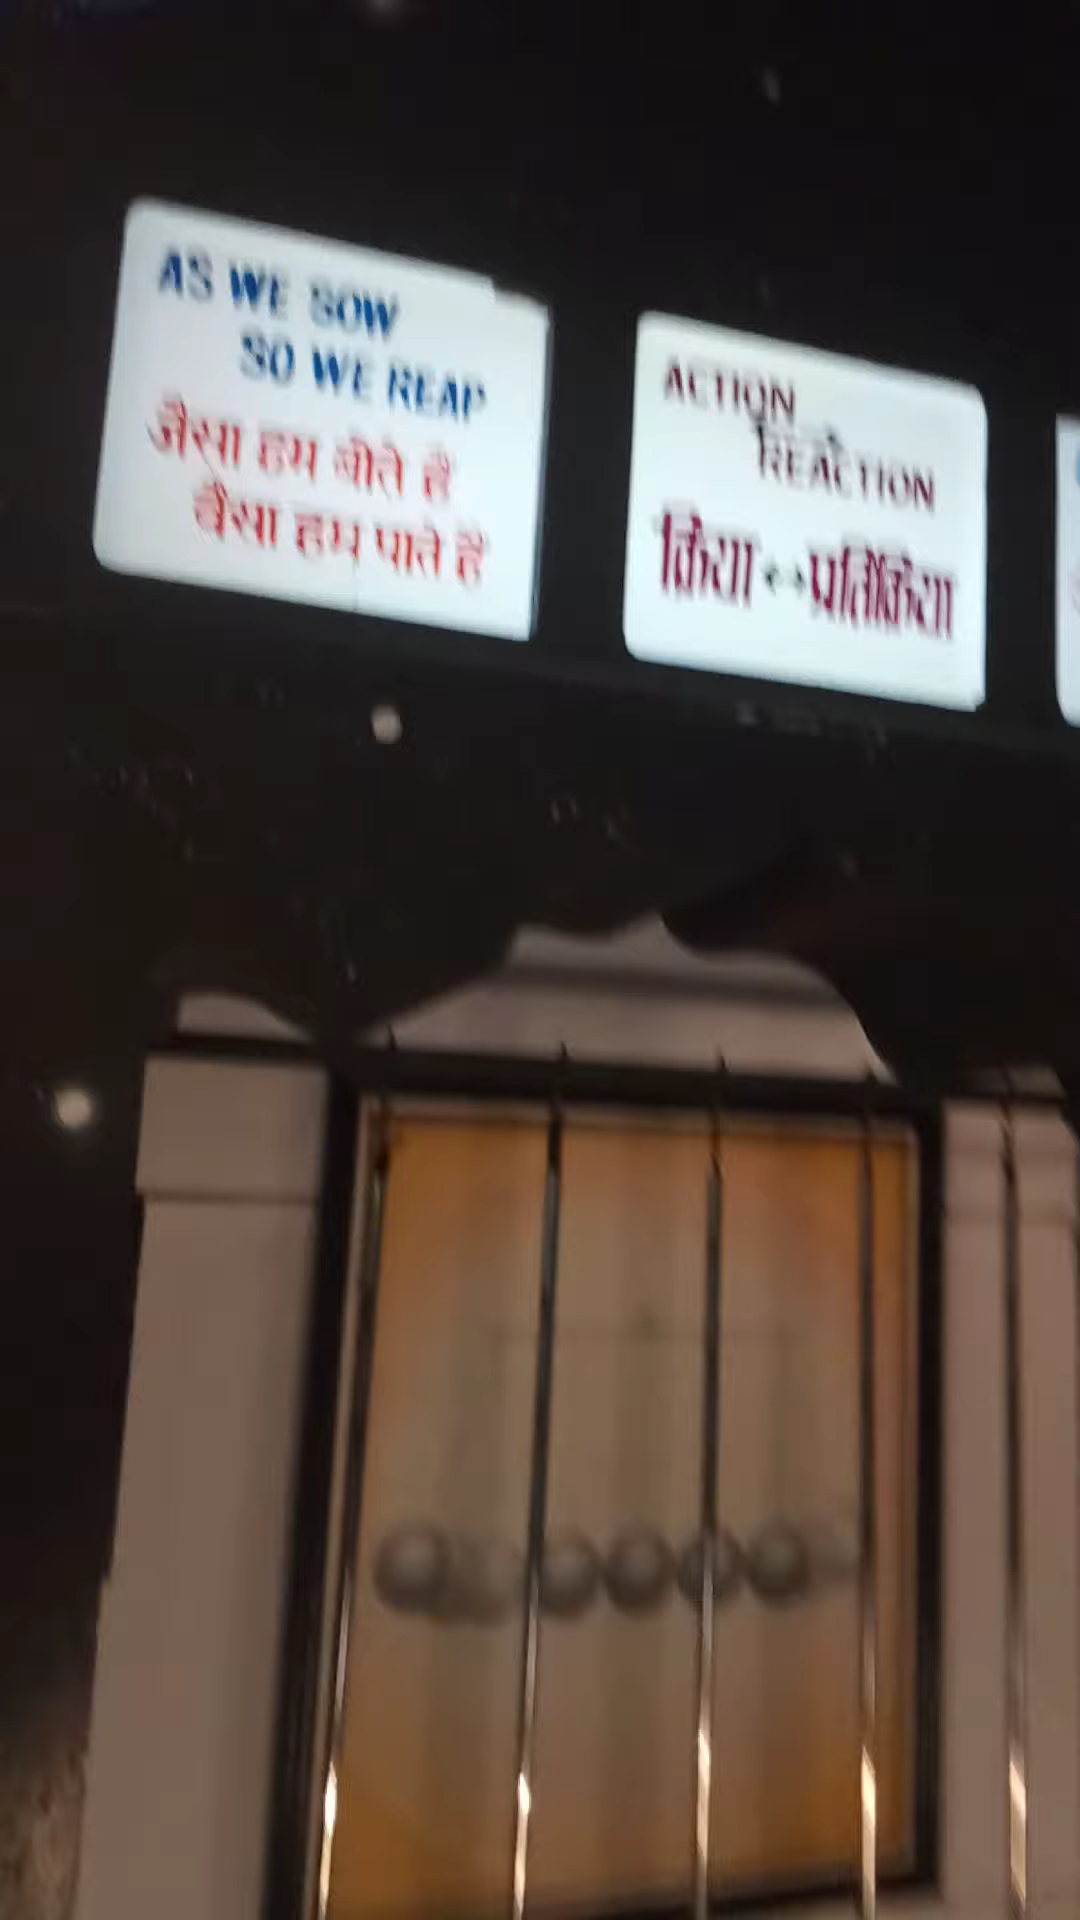 AS WE SOW
SO WE REAP
जैसा हम बोते हैं
वैसा हम पाते हैं
ACTION
REACTION
क्रिया ↔ प्रतिक्रिया